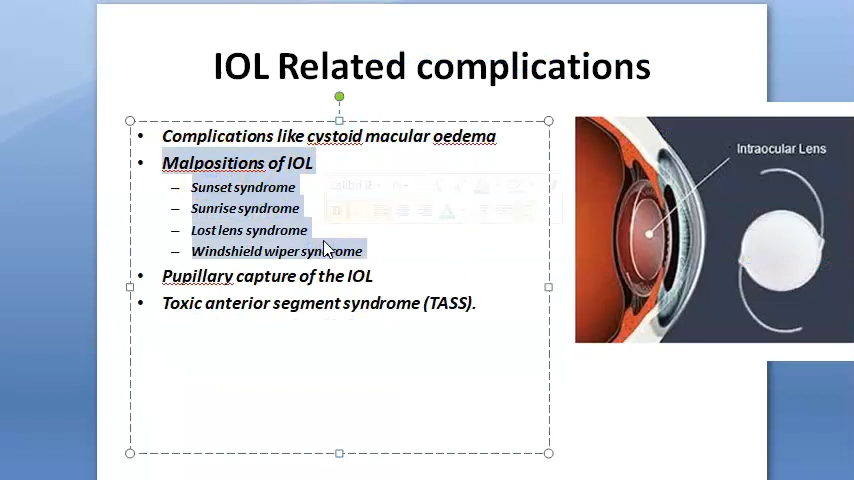 IOL Related complications
• Complications like cystoid macular oedema
• Malpositions of IOL
– Sunset syndrome
– Sunrise syndrome
– Lost lens syndrome
– Windshield wiper syndrome
• Pupillary capture of the IOL
• Toxic anterior segment syndrome (TASS).
Intraocular Lens